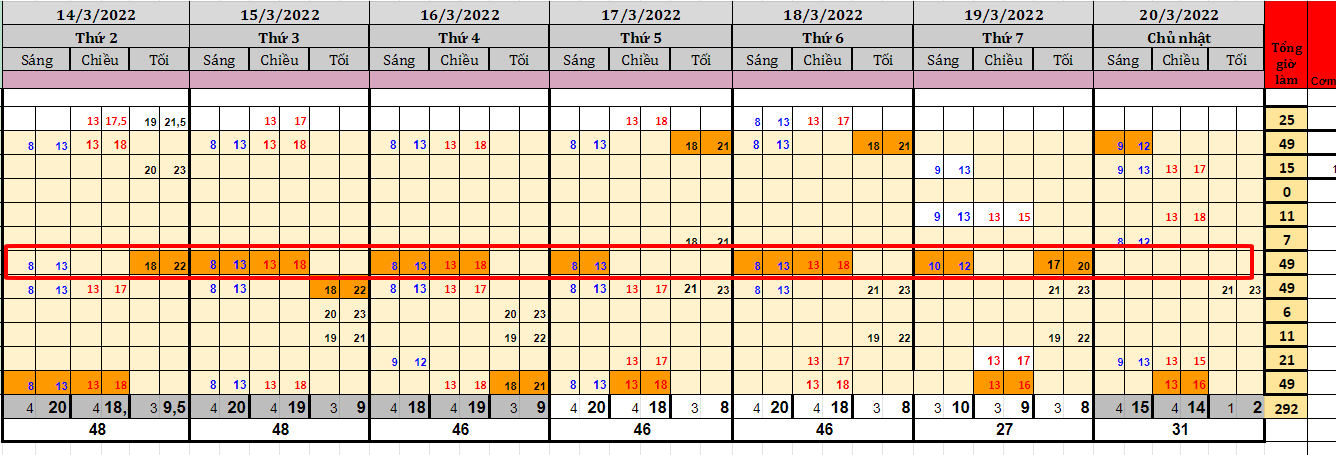 14/3/2022 15/3/2022 16/3/2022 17/3/2022 18/3/2022 19/3/2022 20/3/2022
Thứ 2 Thứ 3 Thứ 4 Thứ 5 Thứ 6 Thứ 7 Chủ nhật
Sáng Chiều Tối Sáng Chiều Tối Sáng Chiều Tối Sáng Chiều Tối Sáng Chiều Tối Sáng Chiều Tối Sáng Chiều Tối
Tổng giờ làm Cơm
13 17,5 19 21,5 13 17 13 18 8 13 13 17 25
8 13 13 18 8 13 13 18 8 13 13 18 8 13 18 21 8 13 18 21 9 12 49
20 23 9 13 9 13 13 17 15
0
9 13 13 15 13 18 11
18 21 8 12 7
8 13 18 22 8 13 13 18 8 13 13 18 8 13 8 13 13 18 10 12 17 20 49
8 13 13 17 8 13 18 22 8 13 13 17 8 13 13 17 21 23 8 13 21 23 21 23 21 23 49
20 23 20 23 6
19 21 19 22 19 22 19 22 11
9 12 13 17 13 17 13 17 9 13 13 15 21
8 13 13 18 8 13 13 18 13 18 18 21 8 13 13 18 13 18 13 16 13 16 49
4 20 4 18, 3 9,5 4 20 4 19 3 9 4 18 4 19 3 9 4 20 4 18 3 8 4 20 4 18 3 8 3 10 3 9 3 8 4 15 4 14 1 2 292
48 48 46 46 46 27 31